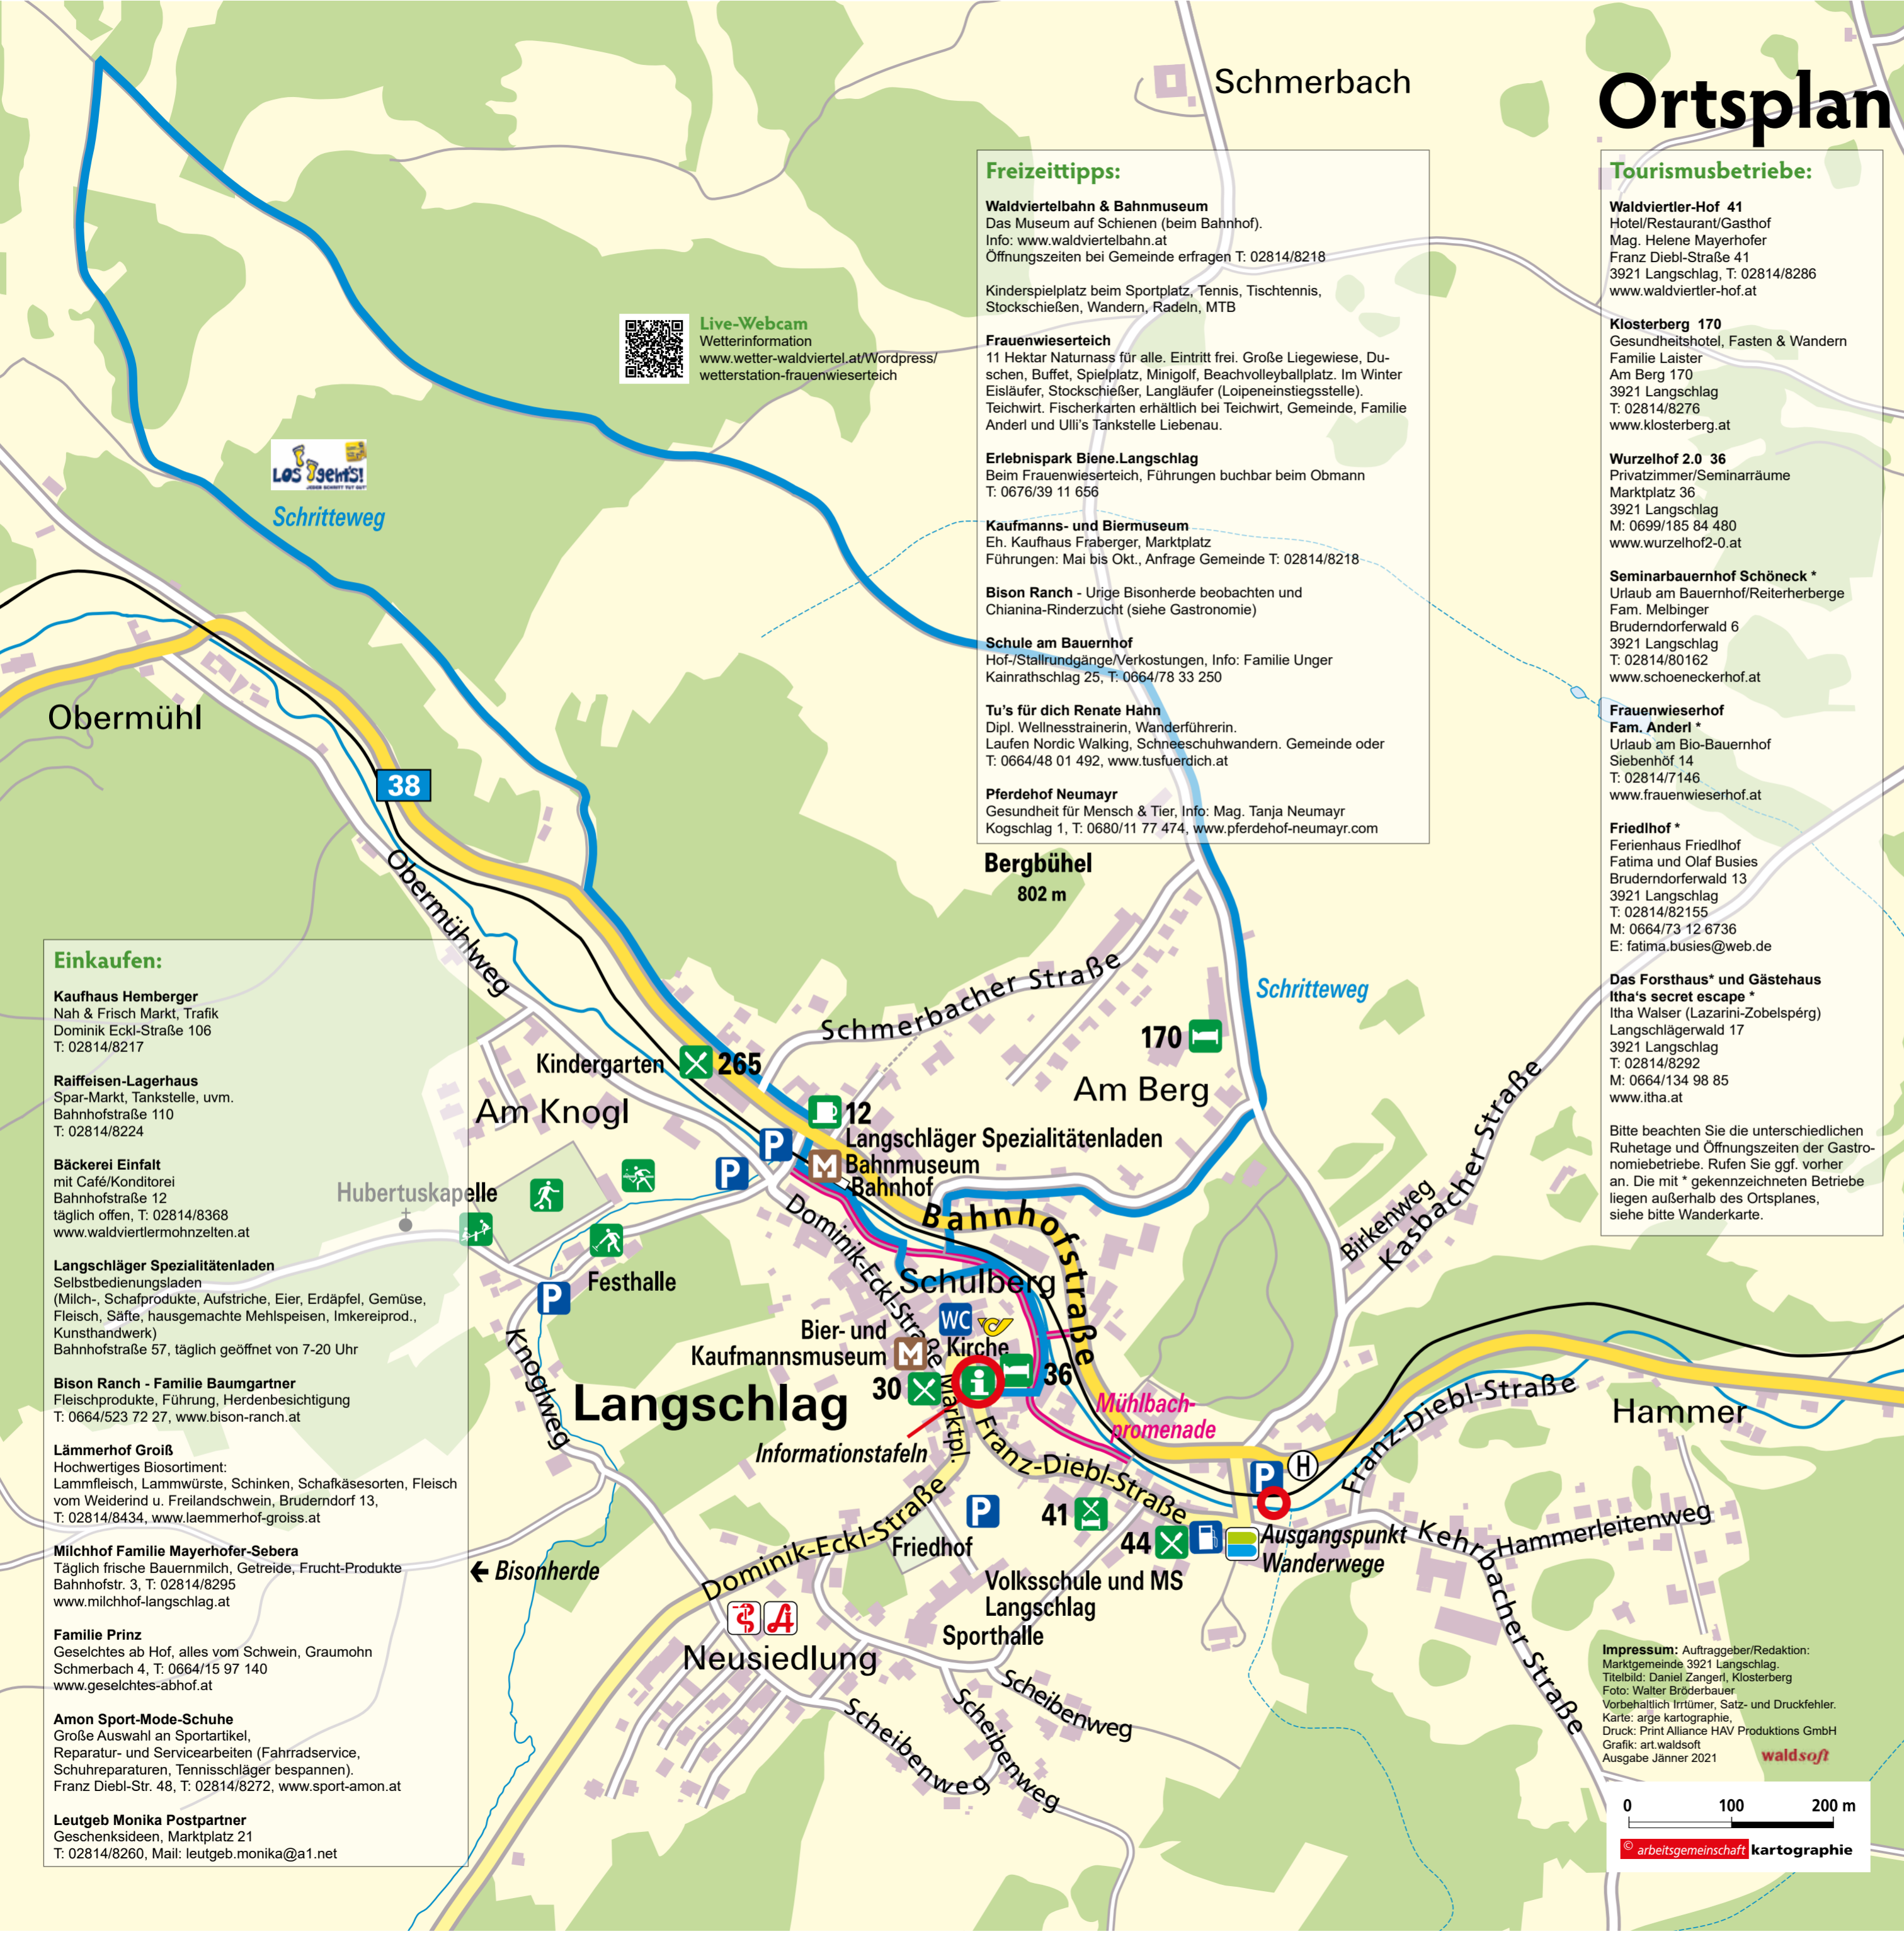 Ortsplan
Schmerbach
Freizeittipps:
Waldviertelbahn & Bahnmuseum
Das Museum auf Schienen (beim Bahnhof).
Info: www.waldviertelbahn.at
Öffnungszeiten bei Gemeinde erfragen T: 02814/8218
Kinderspielplatz beim Sportplatz, Tennis, Tischtennis,
Stockschießen, Wandern, Radeln, MTB
Frauenwieserteich
11 Hektar Naturnass für alle. Eintritt frei. Große Liegewiese, Du-
schen, Buffet, Spielplatz, Minigolf, Beachvolleyballplatz. Im Winter
Eisläufer, Stockschießer, Langläufer (Loipeneinstiegsstelle).
Teichwirt. Fischerkarten erhältlich bei Teichwirt, Gemeinde, Familie
Anderl und Ulli's Tankstelle Liebenau.
Erlebnispark Biene.Langschlag
Beim Frauenwieserteich, Führungen buchbar beim Obmann
T: 0676/39 11 656
Kaufmanns- und Biermuseum
Eh. Kaufhaus Fraberger, Marktplatz
Führungen: Mai bis Okt., Anfrage Gemeinde T: 02814/8218
Bison Ranch - Urige Bisonherde beobachten und
Chianina-Rinderzucht (siehe Gastronomie)
Schule am Bauernhof
Hof-/Stallrundgänge/Verkostungen, Info: Familie Unger
Kainrathschlag 25, T: 0664/78 33 250
Tu's für dich Renate Hahn
Dipl. Wellnesstrainerin, Wanderführerin.
Laufen Nordic Walking, Schneeschuhwandern. Gemeinde oder
T: 0664/48 01 492, www.tusfuerdich.at
Pferdehof Neumayr
Gesundheit für Mensch & Tier, Info: Mag. Tanja Neumayr
Kogschlag 1, T: 0680/11 77 474, www.pferdehof-neumayr.com
Tourismusbetriebe:
Waldviertler-Hof 41
Hotel/Restaurant/Gasthof
Mag. Helene Mayerhofer
Franz Diebl-Straße 41
3921 Langschlag, T: 02814/8286
www.waldviertler-hof.at
Klosterberg 170
Gesundheitshotel, Fasten & Wandern
Familie Laister
Am Berg 170
3921 Langschlag
T: 02814/8276
www.klosterberg.at
Wurzelhof 2.0 36
Privatzimmer/Seminarräume
Marktplatz 36
3921 Langschlag
M: 0699/185 84 480
www.wurzelhof2-0.at
Seminarbauernhof Schöneck *
Urlaub am Bauernhof/Reiterherberge
Fam. Melbinger
Bruderndorferwald 6
3921 Langschlag
T: 02814/80162
www.schoeneckerhof.at
Frauenwieserhof
Fam. Anderl *
Urlaub am Bio-Bauernhof
Siebenhöf 14
T: 02814/7146
www.frauenwieserhof.at
Friedlhof *
Ferienhaus Friedlhof
Fatima und Olaf Busies
Bruderndorferwald 13
3921 Langschlag
T: 02814/82155
M: 0664/73 12 6736
E: fatima.busies@web.de
Das Forsthaus* und Gästehaus
Itha's secret escape *
Itha Walser (Lazarini-Zobelspérg)
Langschlägerwald 17
3921 Langschlag
T: 02814/8292
M: 0664/134 98 85
www.itha.at
Bitte beachten Sie die unterschiedlichen
Ruhetage und Öffnungszeiten der Gastro-
nomiebetriebe. Rufen Sie ggf. vorher
an. Die mit * gekennzeichneten Betriebe
liegen außerhalb des Ortsplanes,
siehe bitte Wanderkarte.
Live-Webcam
Wetterinformation
www.wetter-waldviertel.at/Wordpress/
wetterstation-frauenwieserteich
LOS geht's!
JEDER SCHRITT TUT GUT
Schritteweg
Obermühl
38
Obermühlweg
Bergbühel
802 m
Schritteweg
Schmerbacher Straße
170
Am Berg
Kindergarten
265
Am Knogl
12
Langschläger Spezialitätenladen
P
P
M
Bahnmuseum
Bahnhof
Hubertuskapelle
Bahnhofstraße
Dominik-Eckl-Straße
Birkenweg
Kasbacher Straße
Festhalle
P
Schulberg
WC
Bier- und
Kaufmannsmuseum
M
Kirche
36
30
i
Knoglweg
Langschlag
Marktpl.
Informationstafeln
Mühlbach-
promenade
Franz-Diebl-Straße
Franz-Diebl-Straße
Hammer
P
H
P
41
44
Ausgangspunkt
Wanderwege
Kehrbacher Straße
Hammerleitenweg
Dominik-Eckl-Straße
Friedhof
Bisonherde
Volksschule und MS
Langschlag
Sporthalle
A
Neusiedlung
Scheibenweg
Scheibenweg
Scheibenweg
Einkaufen:
Kaufhaus Hemberger
Nah & Frisch Markt, Trafik
Dominik Eckl-Straße 106
T: 02814/8217
Raiffeisen-Lagerhaus
Spar-Markt, Tankstelle, uvm.
Bahnhofstraße 110
T: 02814/8224
Bäckerei Einfalt
mit Café/Konditorei
Bahnhofstraße 12
täglich offen, T: 02814/8368
www.waldviertlermohnzelten.at
Langschläger Spezialitätenladen
Selbstbedienungsladen
(Milch-, Schafprodukte, Aufstriche, Eier, Erdäpfel, Gemüse,
Fleisch, Säfte, hausgemachte Mehlspeisen, Imkereiprod.,
Kunsthandwerk)
Bahnhofstraße 57, täglich geöffnet von 7-20 Uhr
Bison Ranch - Familie Baumgartner
Fleischprodukte, Führung, Herdenbesichtigung
T: 0664/523 72 27, www.bison-ranch.at
Lämmerhof Groiß
Hochwertiges Biosortiment:
Lammfleisch, Lammwürste, Schinken, Schafkäsesorten, Fleisch
vom Weiderind u. Freilandschwein, Bruderndorf 13,
T: 02814/8434, www.laemmerhof-groiss.at
Milchhof Familie Mayerhofer-Sebera
Täglich frische Bauernmilch, Getreide, Frucht-Produkte
Bahnhofstr. 3, T: 02814/8295
www.milchhof-langschlag.at
Familie Prinz
Geselchtes ab Hof, alles vom Schwein, Graumohn
Schmerbach 4, T: 0664/15 97 140
www.geselchtes-abhof.at
Amon Sport-Mode-Schuhe
Große Auswahl an Sportartikel,
Reparatur- und Servicearbeiten (Fahrradservice,
Schuhreparaturen, Tennisschläger bespannen).
Franz Diebl-Str. 48, T: 02814/8272, www.sport-amon.at
Leutgeb Monika Postpartner
Geschenksideen, Marktplatz 21
T: 02814/8260, Mail: leutgeb.monika@a1.net
Impressum: Auftraggeber/Redaktion:
Marktgemeinde 3921 Langschlag.
Titelbild: Daniel Zangerl, Klosterberg
Foto: Walter Bröderbauer
Vorbehaltlich Irrtümer, Satz- und Druckfehler.
Karte: arge kartographie,
Druck: Print Alliance HAV Produktions GmbH
Grafik: art.waldsoft
Ausgabe Jänner 2021
waldsoft
0 100 200 m
© arbeitsgemeinschaft kartographie